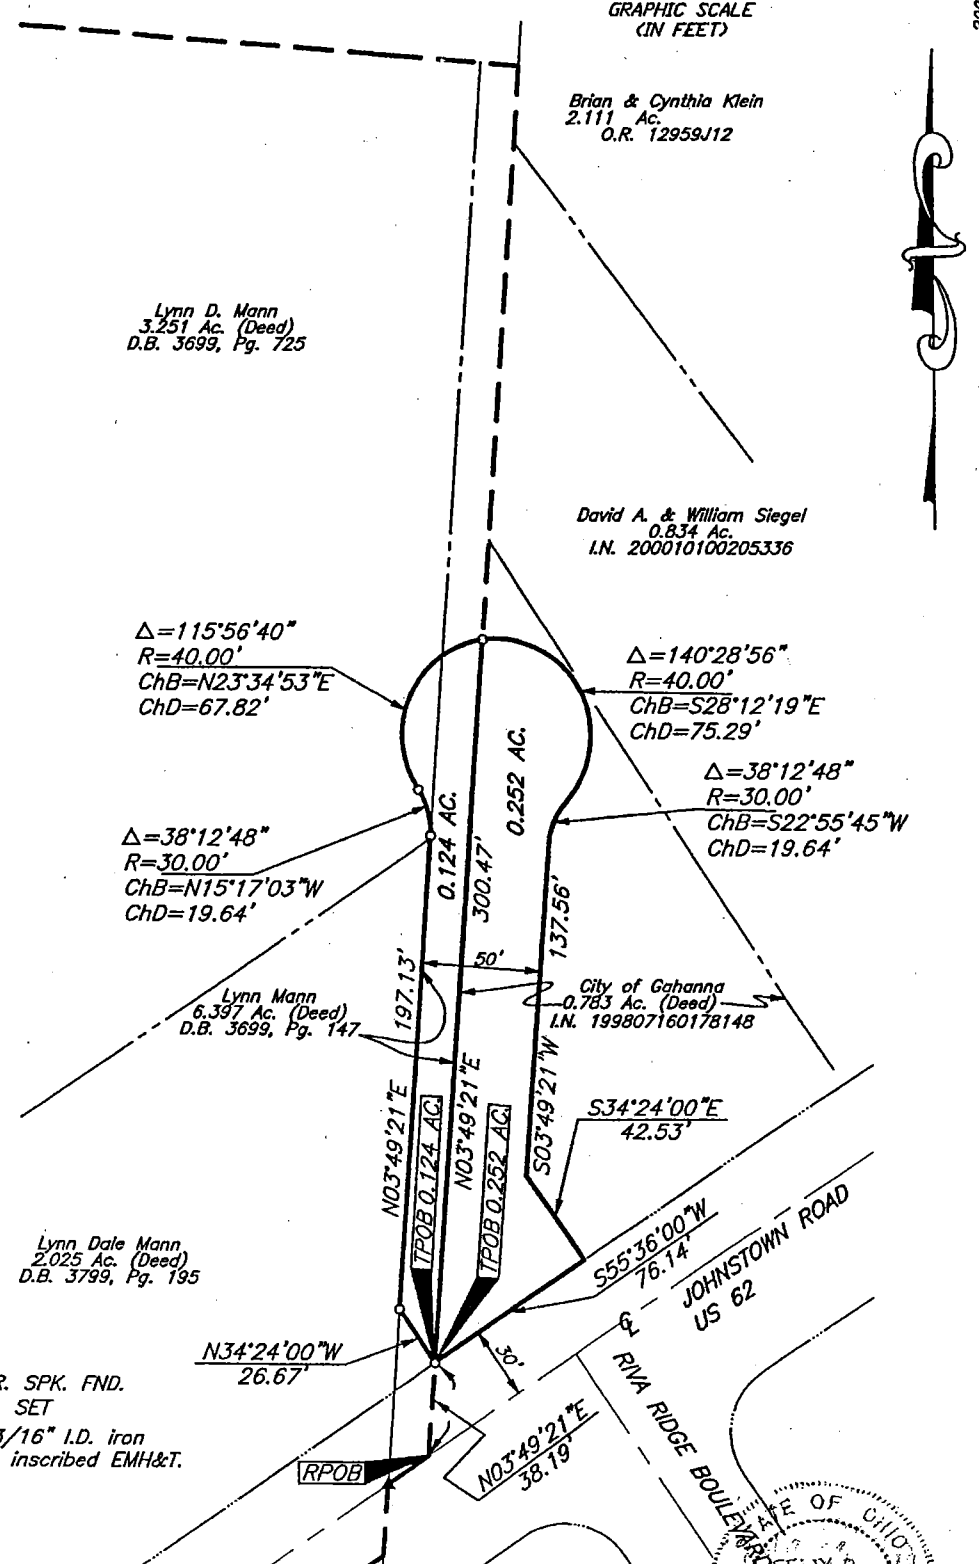 GRAPHIC SCALE
(IN FEET)
Brian & Cynthia Klein
2.111 Ac.
O.R. 12959J12
Lynn D. Mann
3.251 Ac. (Deed)
D.B. 3699, Pg. 725
David A. & William Siegel
0.834 Ac.
I.N. 200010100205336
Δ=115°56'40"
R=40.00'
ChB=N23°34'53"E
ChD=67.82'
Δ=140°28'56"
R=40.00'
ChB=S28°12'19"E
ChD=75.29'
Δ=38°12'48"
R=30.00'
ChB=S22°55'45"W
ChD=19.64'
Δ=38°12'48"
R=30.00'
ChB=N15°17'03"W
ChD=19.64'
0.124 AC.
300.47'
0.252 AC.
137.56'
197.13'
50'
Lynn Mann
6.397 Ac. (Deed)
D.B. 3699, Pg. 147
City of Gahanna
0.783 Ac. (Deed)
I.N. 199807160178148
N03°49'21"E
N03°49'21"E
S03°49'21"W
TPOB 0.124 AC.
TPOB 0.252 AC.
S34°24'00"E
42.53'
S55°36'00"W
76.14'
Lynn Dale Mann
2.025 Ac. (Deed)
D.B. 3799, Pg. 195
JOHNSTOWN ROAD
US 62
℄
N34°24'00"W
26.67'
30'
RIVA RIDGE BOULEVARD
R. SPK. FND.
SET
3/16" I.D. iron
inscribed EMH&T.
N03°49'21"E
38.19'
RPOB
OF OHIO